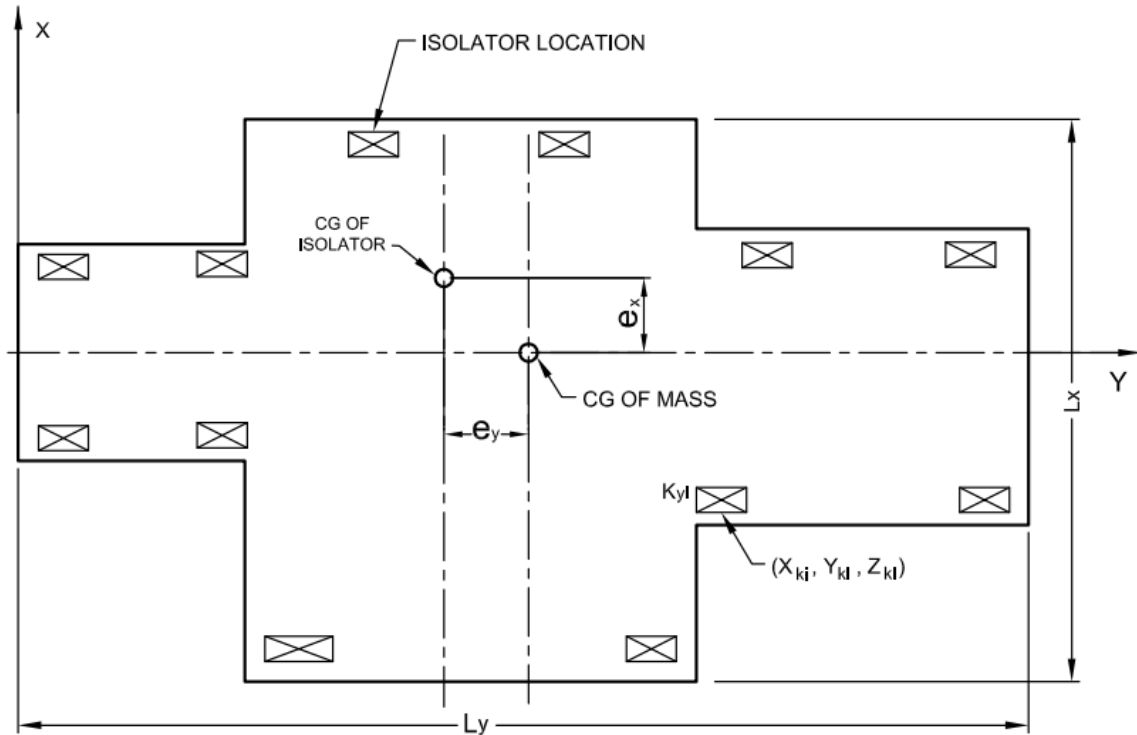 X
ISOLATOR LOCATION
CG OF
ISOLATOR
ex
CG OF MASS
Y
Lx
ey
Kyl
(Xki, Ykl, Zkl)
Ly